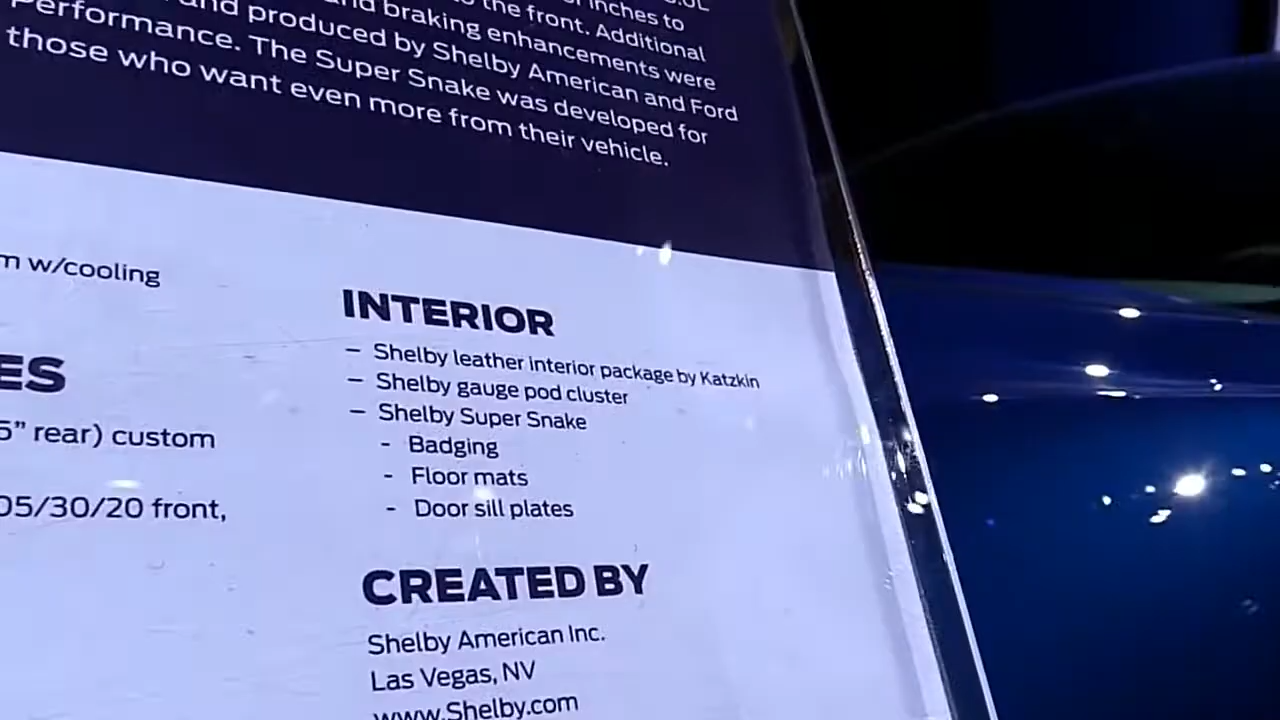 inches to
the front. Additional
braking enhancements were
and produced by Shelby American and Ford
Performance. The Super Snake was developed for
those who want even more from their vehicle.
w/cooling
ES
5” rear) custom
05/30/20 front,
INTERIOR
– Shelby leather interior package by Katzkin
– Shelby gauge pod cluster
– Shelby Super Snake
- Badging
- Floor mats
- Door sill plates
CREATED BY
Shelby American Inc.
Las Vegas, NV
www.Shelby.com